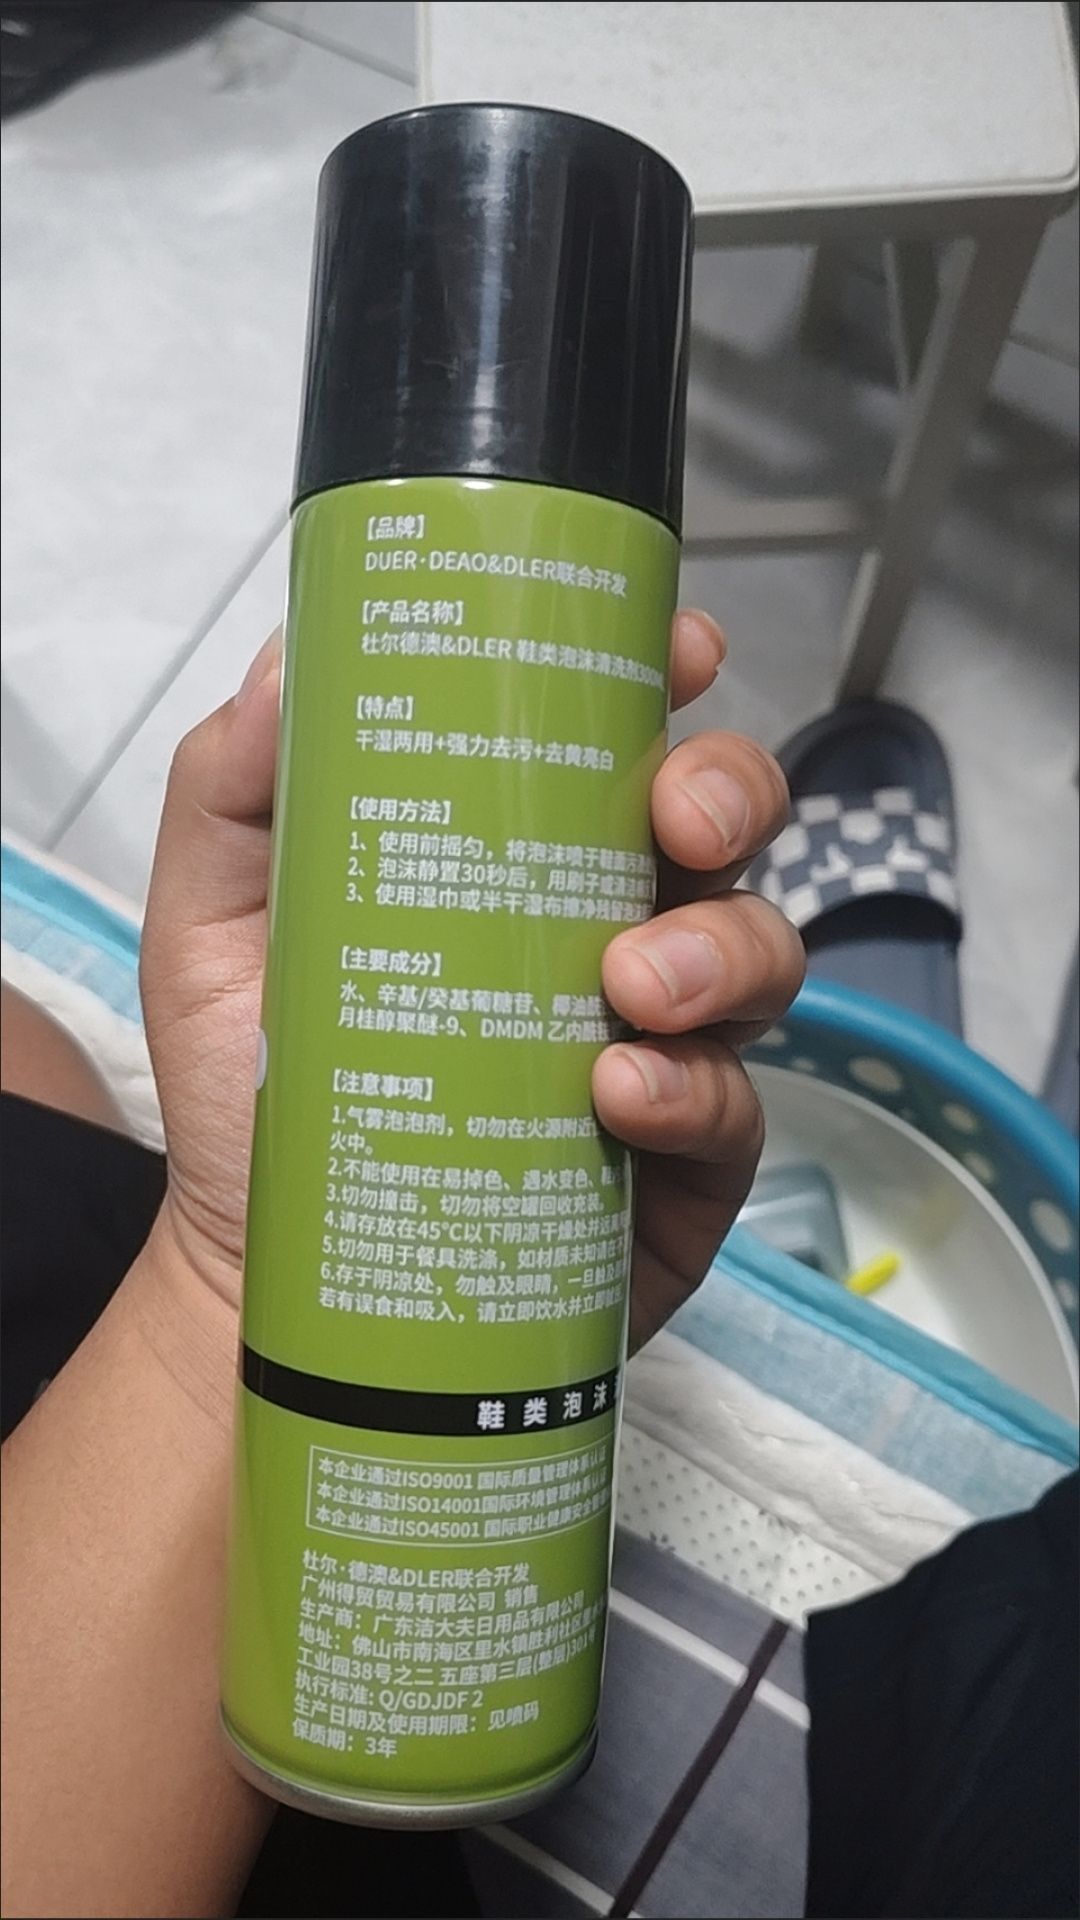 【品牌】
DUER·DEAO&DLER联合开发
【产品名称】
杜尔德澳&DLER 鞋类泡沫清洗剂300ML
【特点】
干湿两用+强力去污+去黄亮白
【使用方法】
1、使用前摇匀，将泡沫喷于鞋面污渍
2、泡沫静置30秒后，用刷子或清洁
3、使用湿巾或半干湿布擦净残留泡沫
【主要成分】
水、辛基/癸基葡糖苷、椰油酰
月桂醇聚醚-9、DMDM 乙内酰
【注意事项】
1.气雾泡泡剂，切勿在火源附近
火中。
2.不能使用在易掉色、遇水变色、
3.切勿撞击，切勿将空罐回收充装。
4.请存放在45°C以下阴凉干燥处并远离
5.切勿用于餐具洗涤，如材质未知请在
6.存于阴凉处，勿触及眼睛，一旦触及
若有误食和吸入，请立即饮水并立即
鞋类泡沫
本企业通过ISO9001 国际质量管理体系认证
本企业通过ISO14001国际环境管理体系认证
本企业通过ISO45001 国际职业健康安全
杜尔·德澳&DLER联合开发
广州得贸贸易有限公司 销售
生产商：广东洁大夫日用品有限公司
地址：佛山市南海区里水镇胜利社区
工业园38号之二 五座第三层(整层)301号
执行标准: Q/GDJDF 2
生产日期及使用期限：见喷码
保质期：3年